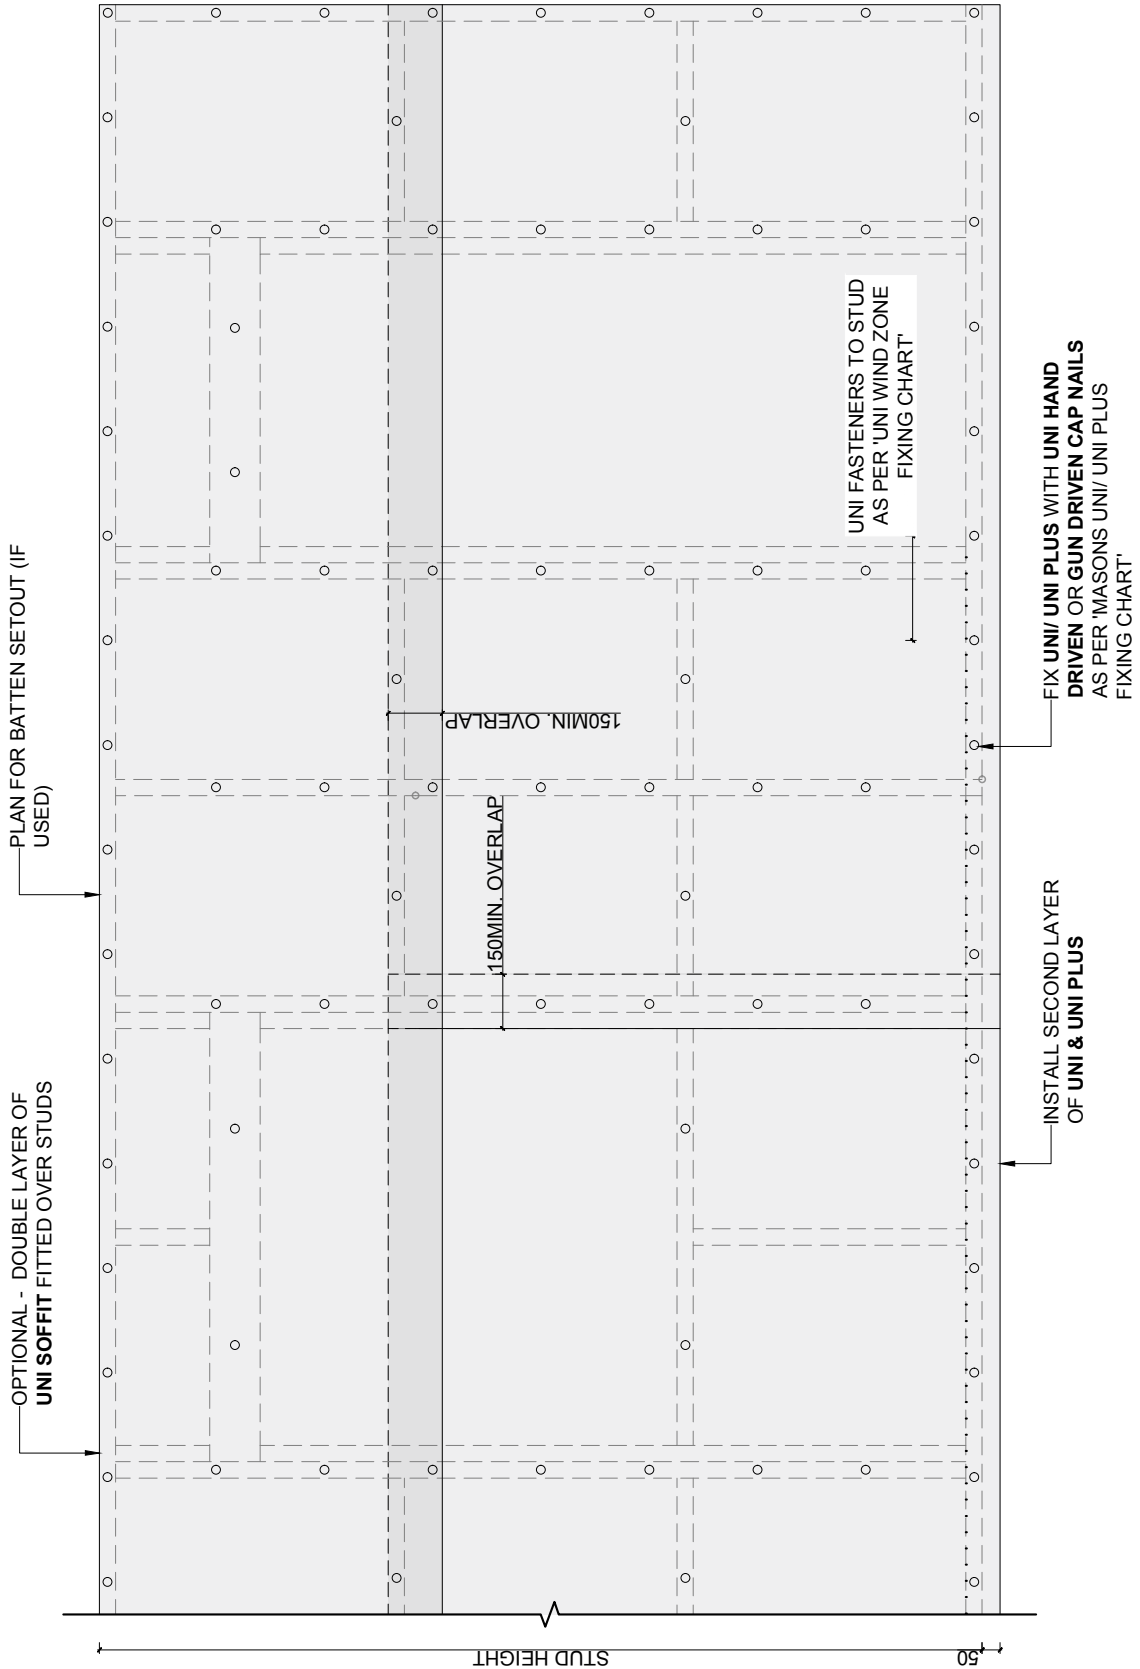 OPTIONAL - DOUBLE LAYER OF
UNI SOFFIT FITTED OVER STUDS
PLAN FOR BATTEN SETOUT (IF
USED)
STUD HEIGHT
50
150MIN. OVERLAP
150MIN. OVERLAP
UNI FASTENERS TO STUD
AS PER 'UNI WIND ZONE
FIXING CHART'
INSTALL SECOND LAYER
OF UNI & UNI PLUS
FIX UNI/ UNI PLUS WITH UNI HAND
DRIVEN OR GUN DRIVEN CAP NAILS
AS PER 'MASONS UNI/ UNI PLUS
FIXING CHART'